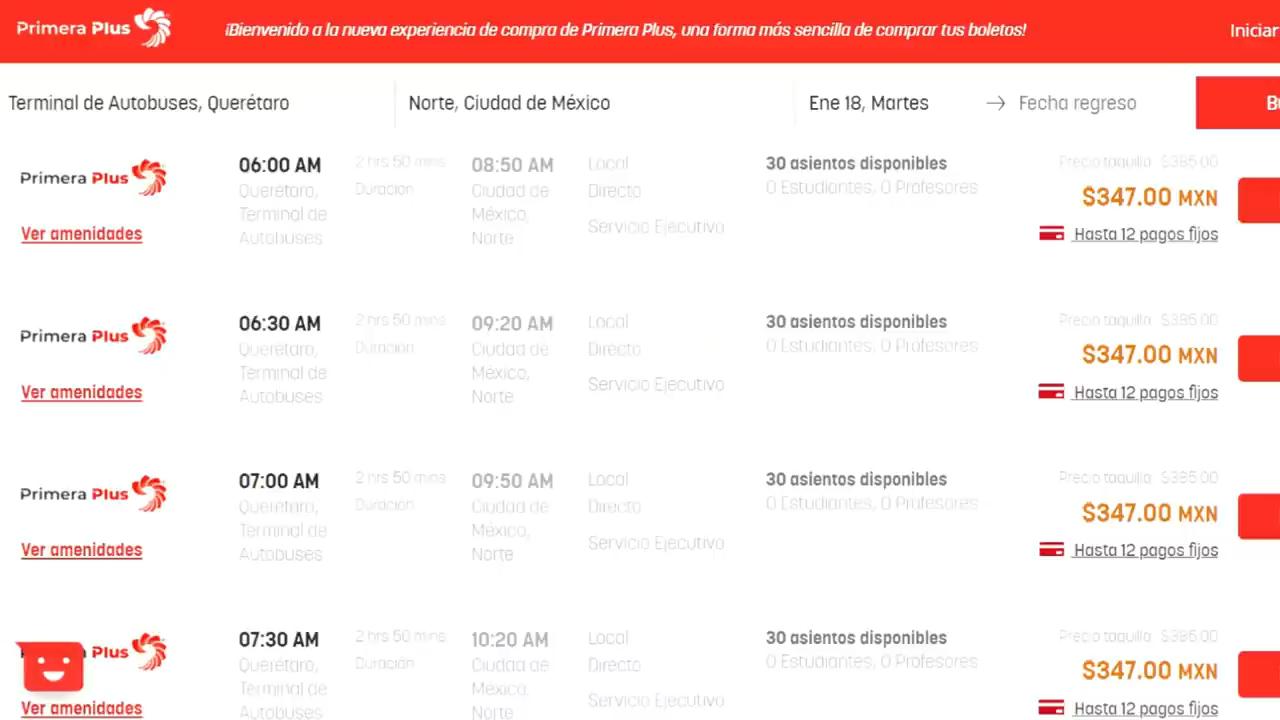 Primera Plus
¡Bienvenido a la nueva experiencia de compra de Primera Plus, una forma más sencilla de comprar tus boletos!
Iniciar
Terminal de Autobuses, Querétaro
Norte, Ciudad de México
Ene 18, Martes
→ Fecha regreso
Primera Plus
Ver amenidades
06:00 AM
Querétaro,
Terminal de
Autobuses
2 hrs 50 mins
Duración
08:50 AM
Ciudad de
México,
Norte
Local
Directo
Servicio Ejecutivo
30 asientos disponibles
0 Estudiantes, 0 Profesores
Precio taquilla $385.00
$347.00 MXN
Hasta 12 pagos fijos
Primera Plus
Ver amenidades
06:30 AM
Querétaro,
Terminal de
Autobuses
2 hrs 50 mins
Duración
09:20 AM
Ciudad de
México,
Norte
Local
Directo
Servicio Ejecutivo
30 asientos disponibles
0 Estudiantes, 0 Profesores
Precio taquilla $385.00
$347.00 MXN
Hasta 12 pagos fijos
Primera Plus
Ver amenidades
07:00 AM
Querétaro,
Terminal de
Autobuses
2 hrs 50 mins
Duración
09:50 AM
Ciudad de
México,
Norte
Local
Directo
Servicio Ejecutivo
30 asientos disponibles
0 Estudiantes, 0 Profesores
Precio taquilla $385.00
$347.00 MXN
Hasta 12 pagos fijos
Plus
Ver amenidades
07:30 AM
Querétaro,
Terminal de
Autobuses
2 hrs 50 mins
Duración
10:20 AM
Ciudad de
México,
Norte
Local
Directo
Servicio Ejecutivo
30 asientos disponibles
0 Estudiantes, 0 Profesores
Precio taquilla $385.00
$347.00 MXN
Hasta 12 pagos fijos